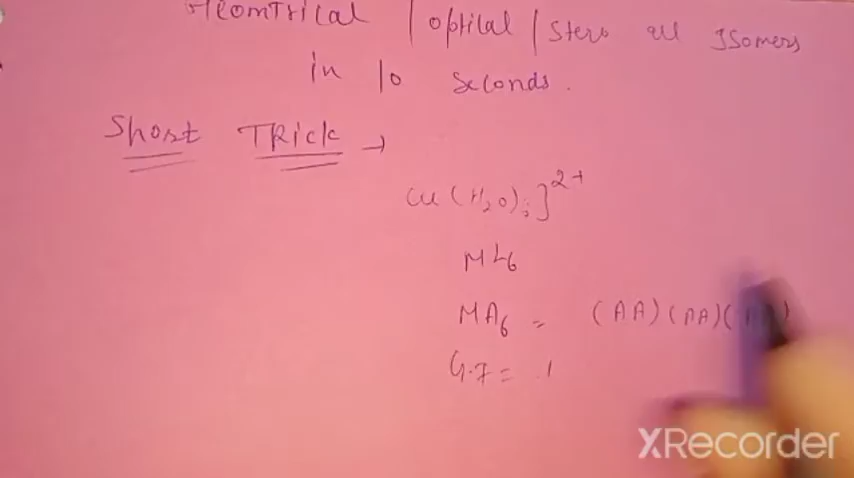 Geomtrical / optical / stero all Isomers
in 10 seconds.
Short TRick →
Cu(H₂O)₆]²⁺
ML₆
MA₆ = (AA)(AA)(
G.I = 1
XRecorder